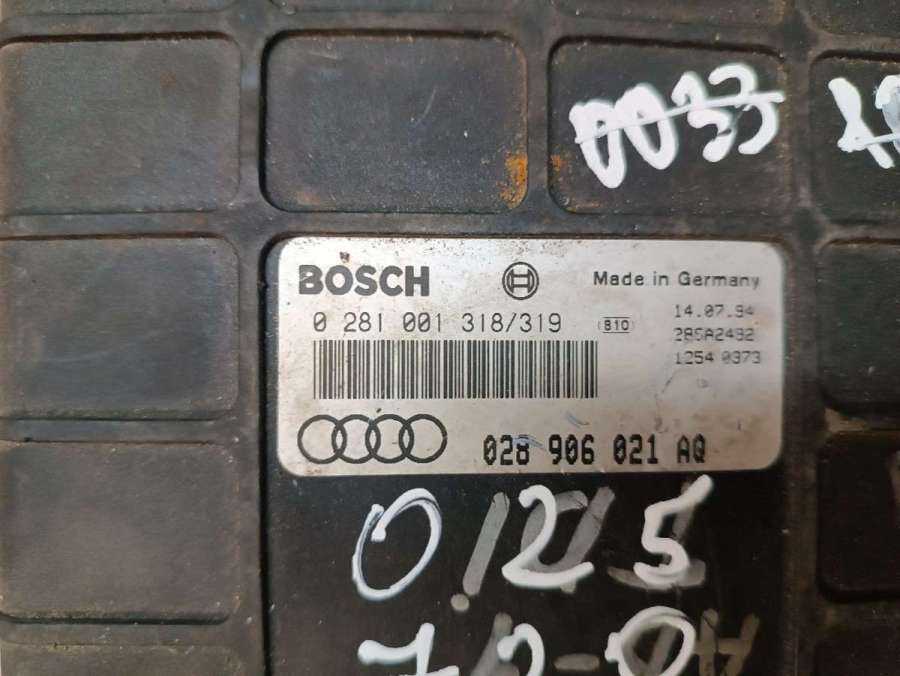 0033
BOSCH
Made in Germany
0 281 001 318/319
810
14.07.94
28SA2492
1254 0373
028 906 021 AQ
0125